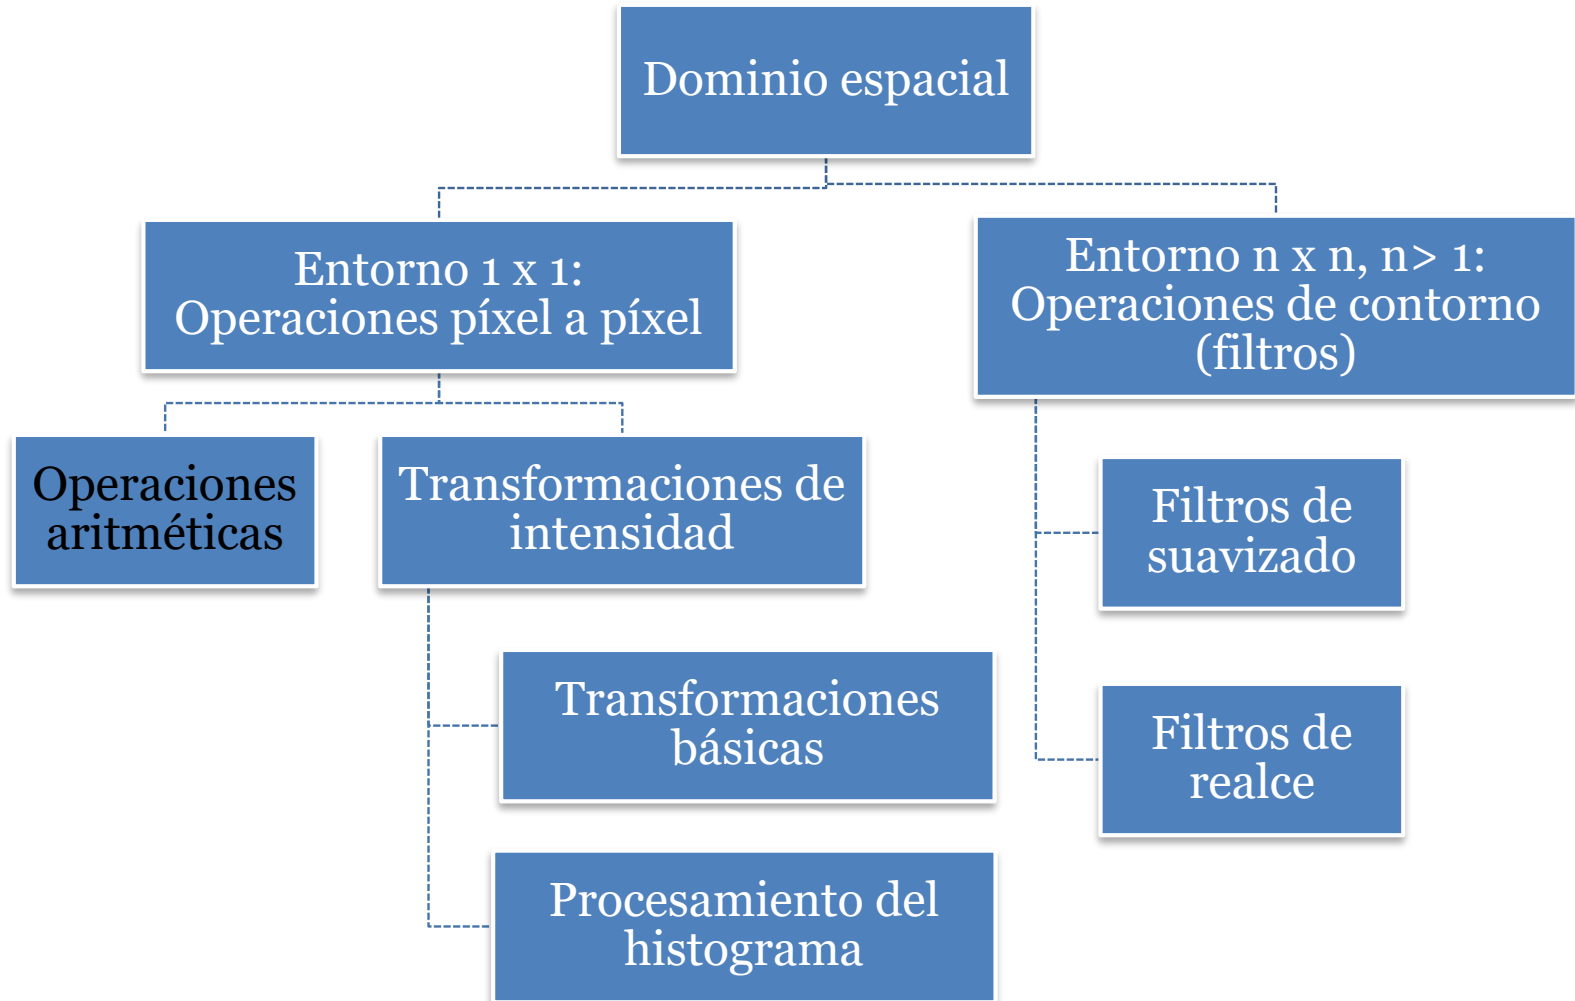 Dominio espacial
Entorno 1 x 1:
Operaciones píxel a píxel
Entorno n x n, n> 1:
Operaciones de contorno
(filtros)
Operaciones
aritméticas
Transformaciones de
intensidad
Filtros de
suavizado
Transformaciones
básicas
Filtros de
realce
Procesamiento del
histograma